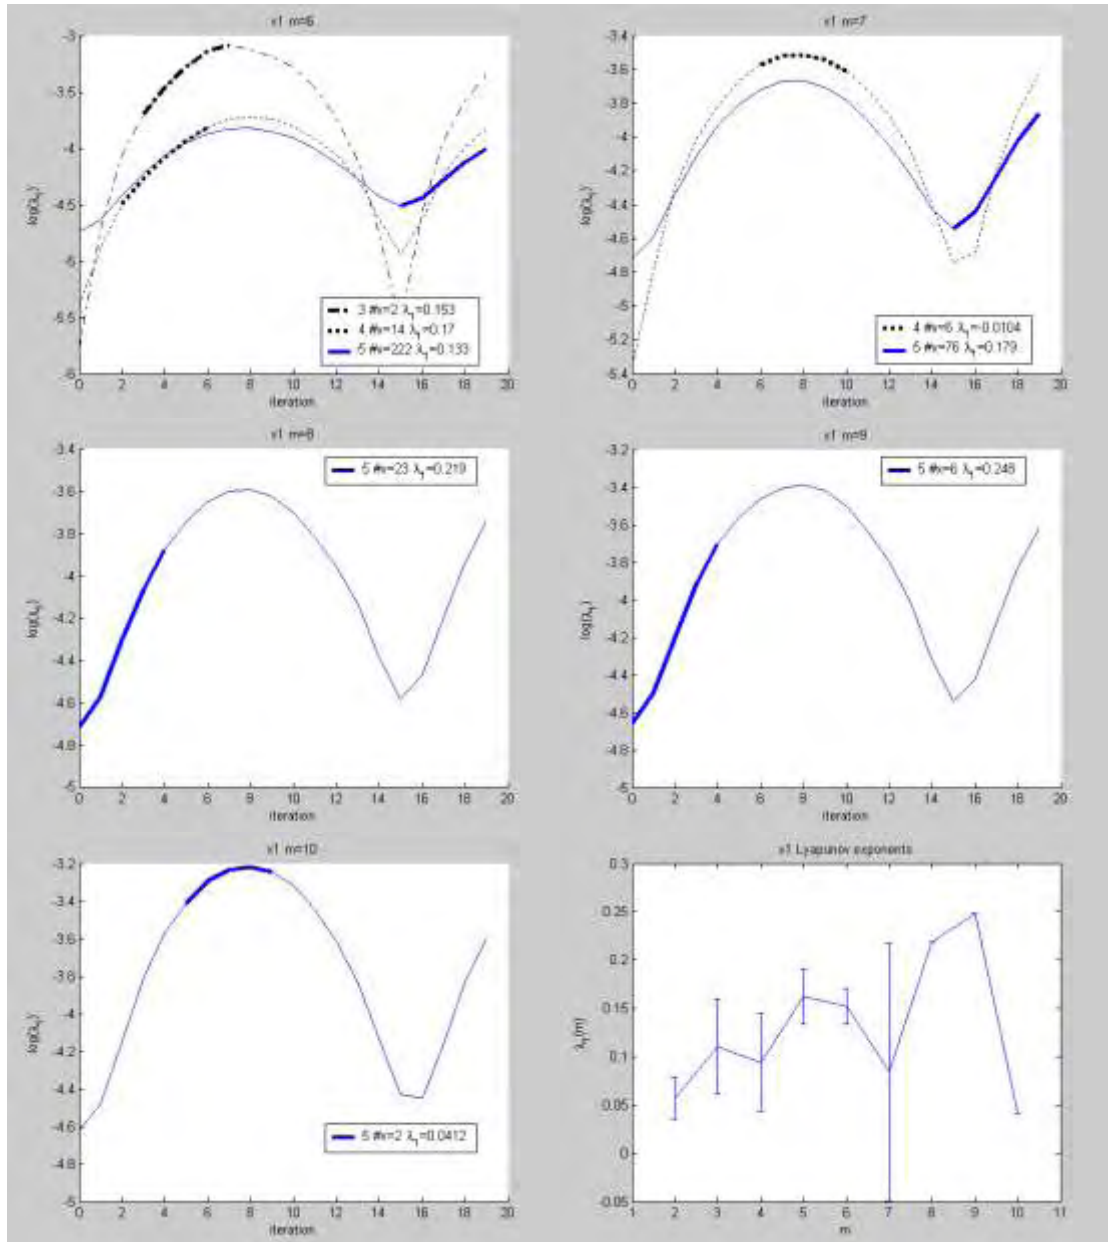 v1 m=6
log(λ₁)
-3
-3.5
-4
-4.5
-5
-5.5
-6
3 #x=2 λ₁=0.153
4 #x=14 λ₁=0.17
5 #x=222 λ₁=0.133
0 2 4 6 8 10 12 14 16 18 20
iteration
v1 m=7
log(λ₁)
-3.4
-3.6
-3.8
-4
-4.2
-4.4
-4.6
-4.8
-5
-5.2
-5.4
4 #x=6 λ₁=-0.0104
5 #x=76 λ₁=0.179
0 2 4 6 8 10 12 14 16 18 20
iteration
v1 m=8
log(λ₁)
-3.4
-3.6
-3.8
-4
-4.2
-4.4
-4.6
-4.8
-5
5 #x=23 λ₁=0.219
0 2 4 6 8 10 12 14 16 18 20
iteration
v1 m=9
log(λ₁)
-3.4
-3.6
-3.8
-4
-4.2
-4.4
-4.6
-4.8
-5
5 #x=6 λ₁=0.248
0 2 4 6 8 10 12 14 16 18 20
iteration
v1 m=10
log(λ₁)
-3.2
-3.4
-3.6
-3.8
-4
-4.2
-4.4
-4.6
-4.8
-5
5 #x=2 λ₁=0.0412
0 2 4 6 8 10 12 14 16 18 20
iteration
v1 Lyapunov exponents
λ₁(m)
0.3
0.25
0.2
0.15
0.1
0.05
0
-0.05
1 2 3 4 5 6 7 8 9 10 11
m